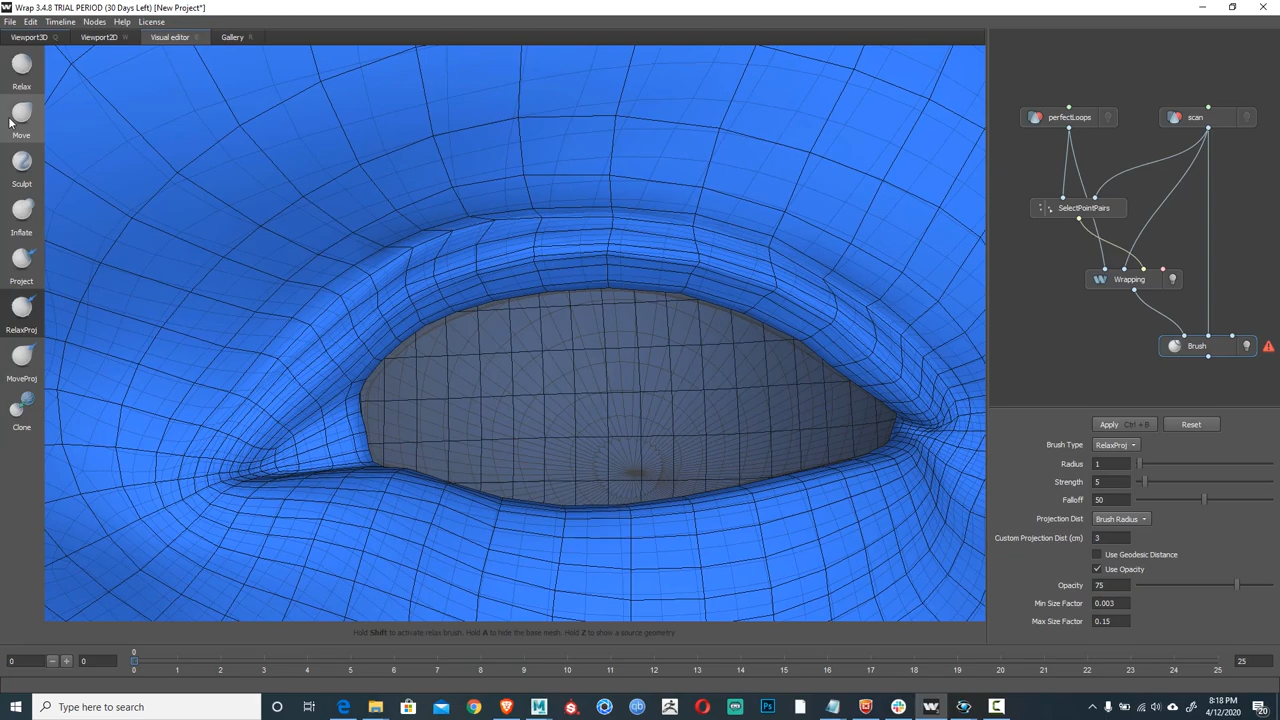 Wrap 3.4.8 TRIAL PERIOD (30 Days Left) [New Project*]
File Edit Timeline Nodes Help License
Viewport3D Q Viewport2D W Visual editor E Gallery R
Relax
Move
Sculpt
Inflate
Project
RelaxProj
MoveProj
Clone
perfectLoops
scan
SelectPointPairs
Wrapping
Brush
Apply Ctrl + B Reset
Brush Type RelaxProj
Radius 1
Strength 5
Falloff 50
Projection Dist Brush Radius
Custom Projection Dist (cm) 3
Use Geodesic Distance
Use Opacity
Opacity 75
Min Size Factor 0.003
Max Size Factor 0.15
Hold Shift to activate relax brush. Hold A to hide the base mesh. Hold Z to show a source geometry
0
0 0 25
0 1 2 3 4 5 6 7 8 9 10 11 12 13 14 15 16 17 18 19 20 21 22 23 24 25
Type here to search
8:18 PM
4/12/2020